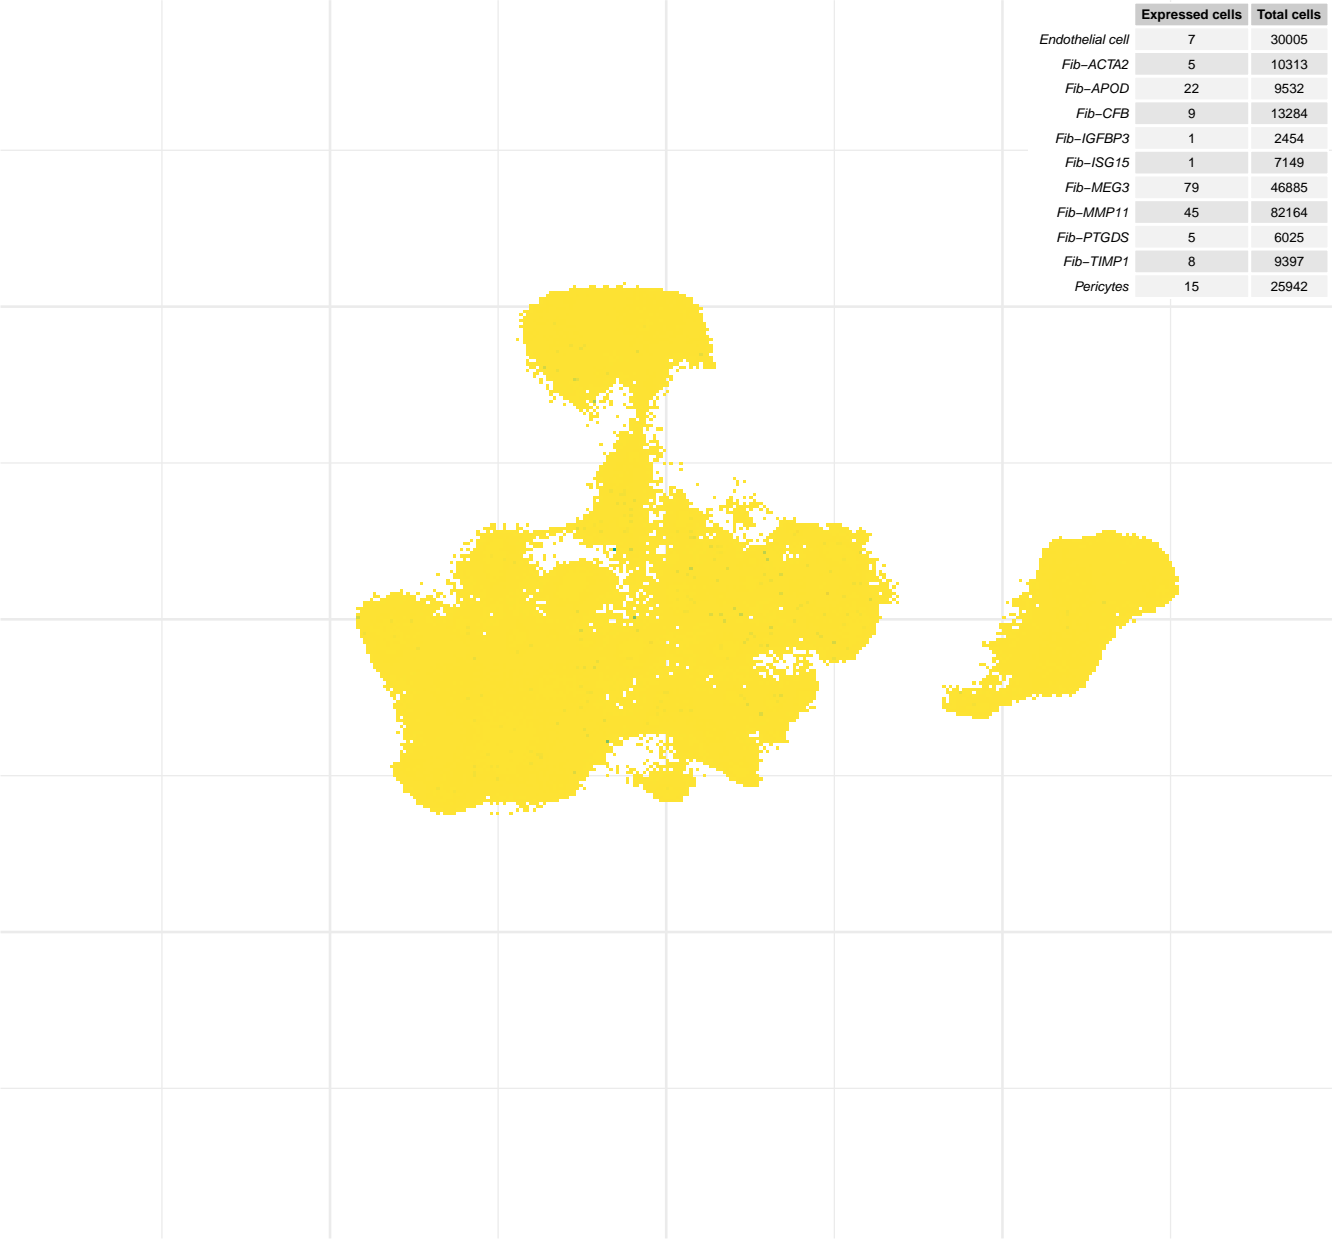 Expressed cells Total cells
Endothelial cell 7 30005
Fib−ACTA2 5 10313
Fib−APOD 22 9532
Fib−CFB 9 13284
Fib−IGFBP3 1 2454
Fib−ISG15 1 7149
Fib−MEG3 79 46885
Fib−MMP11 45 82164
Fib−PTGDS 5 6025
Fib−TIMP1 8 9397
Pericytes 15 25942